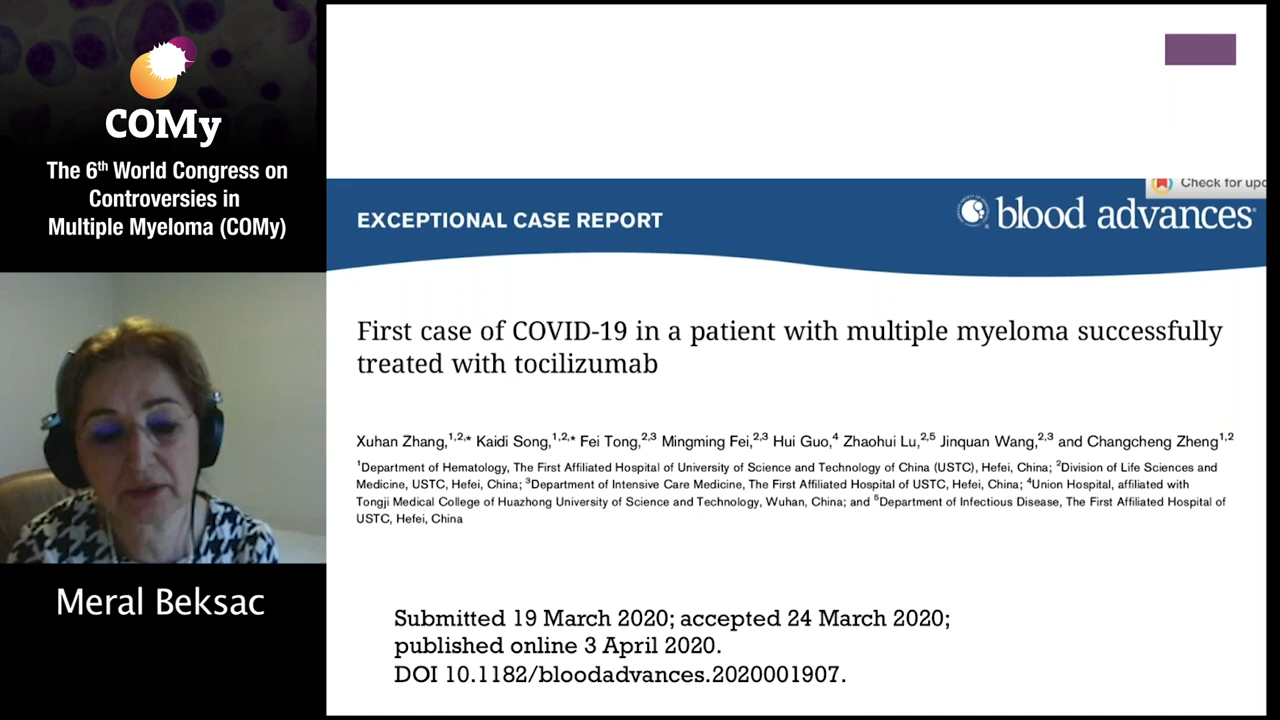 COMy
The 6th World Congress on
Controversies in
Multiple Myeloma (COMy)
Meral Beksac
Check for upd
EXCEPTIONAL CASE REPORT
blood advances®
First case of COVID-19 in a patient with multiple myeloma successfully
treated with tocilizumab
Xuhan Zhang,1,2,* Kaidi Song,1,2,* Fei Tong,2,3 Mingming Fei,2,3 Hui Guo,4 Zhaohui Lu,2,5 Jinquan Wang,2,3 and Changcheng Zheng1,2
1Department of Hematology, The First Affiliated Hospital of University of Science and Technology of China (USTC), Hefei, China; 2Division of Life Sciences and
Medicine, USTC, Hefei, China; 3Department of Intensive Care Medicine, The First Affiliated Hospital of USTC, Hefei, China; 4Union Hospital, affiliated with
Tongji Medical College of Huazhong University of Science and Technology, Wuhan, China; and 5Department of Infectious Disease, The First Affiliated Hospital of
USTC, Hefei, China
Submitted 19 March 2020; accepted 24 March 2020;
published online 3 April 2020.
DOI 10.1182/bloodadvances.2020001907.